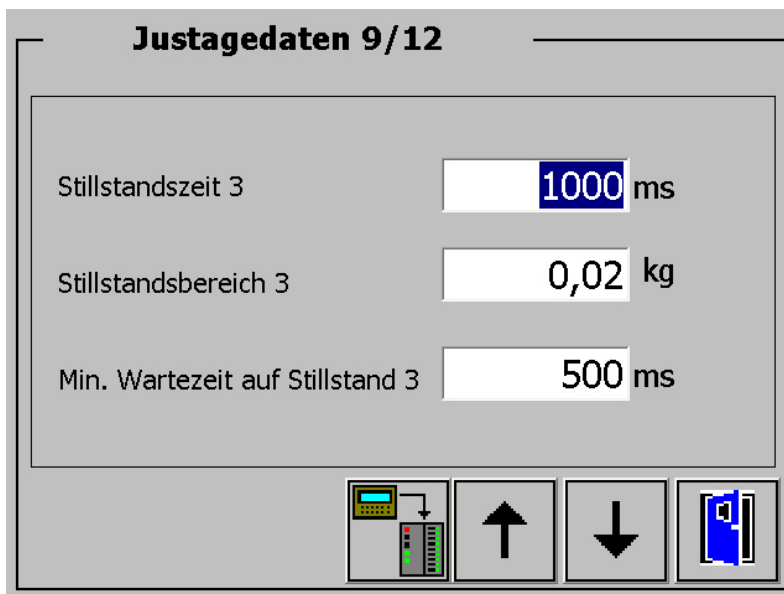 Justagedaten 9/12
Stillstandszeit 3 1000 ms
Stillstandsbereich 3 0,02 kg
Min. Wartezeit auf Stillstand 3 500 ms